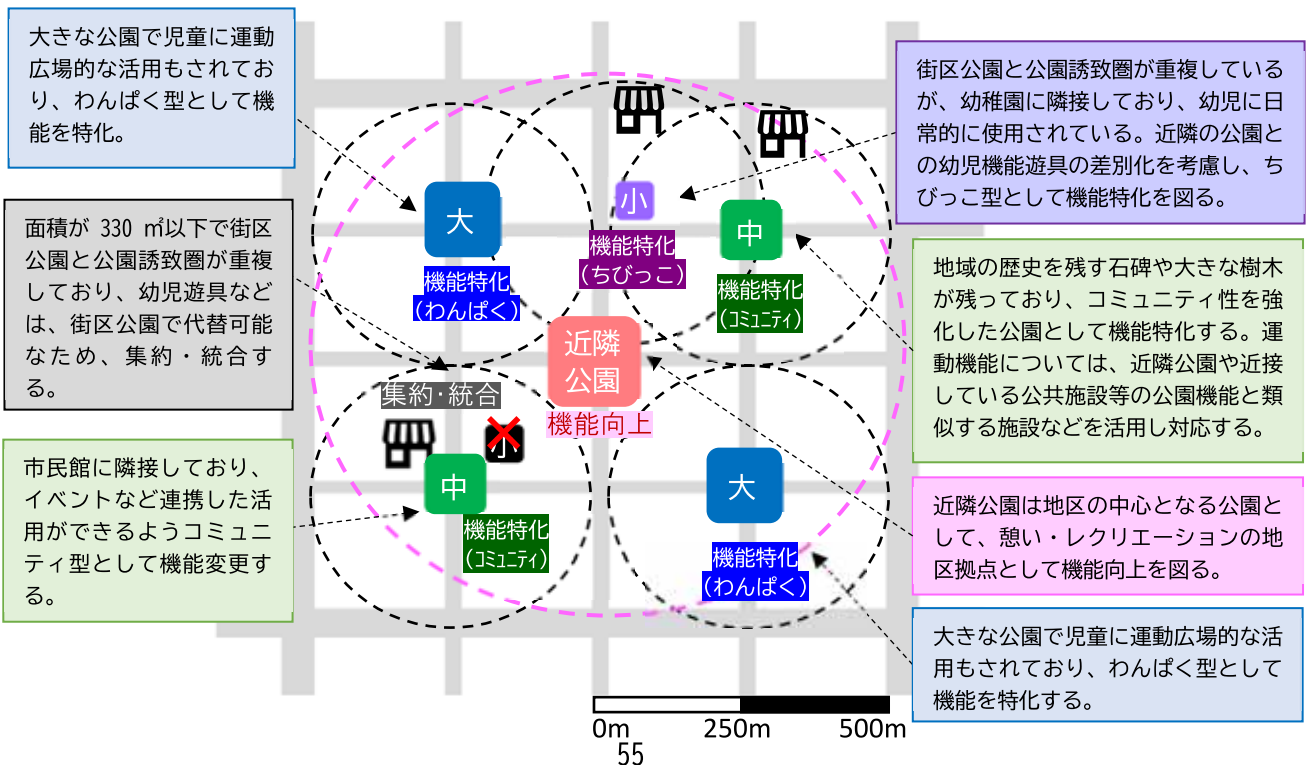 大きな公園で児童に運動
広場的な活用もされてお
り、わんぱく型として機
能を特化。
面積が 330 ㎡以下で街区
公園と公園誘致圏が重複
しており、幼児遊具など
は、街区公園で代替可能
なため、集約・統合す
る。
市民館に隣接しており、
イベントなど連携した活
用ができるようコミュニ
ティ型として機能変更す
る。
大
機能特化
(わんぱく)
小
機能特化
(ちびっこ)
中
機能特化
(ｺﾐｭﾆﾃｨ)
近隣
公園
機能向上
集約･統合
小
中
機能特化
(ｺﾐｭﾆﾃｨ)
大
機能特化
(わんぱく)
街区公園と公園誘致圏が重複している
が、幼稚園に隣接しており、幼児に日
常的に使用されている。近隣の公園と
の幼児機能遊具の差別化を考慮し、ち
びっこ型として機能特化を図る。
地域の歴史を残す石碑や大きな樹木
が残っており、コミュニティ性を強
化した公園として機能特化する。運
動機能については、近隣公園や近接
している公共施設等の公園機能と類
似する施設などを活用し対応する。
近隣公園は地区の中心となる公園と
して、憩い・レクリエーションの地
区拠点として機能向上を図る。
大きな公園で児童に運動広場的な活
用もされており、わんぱく型として
機能を特化する。
0m 250m 500m
55